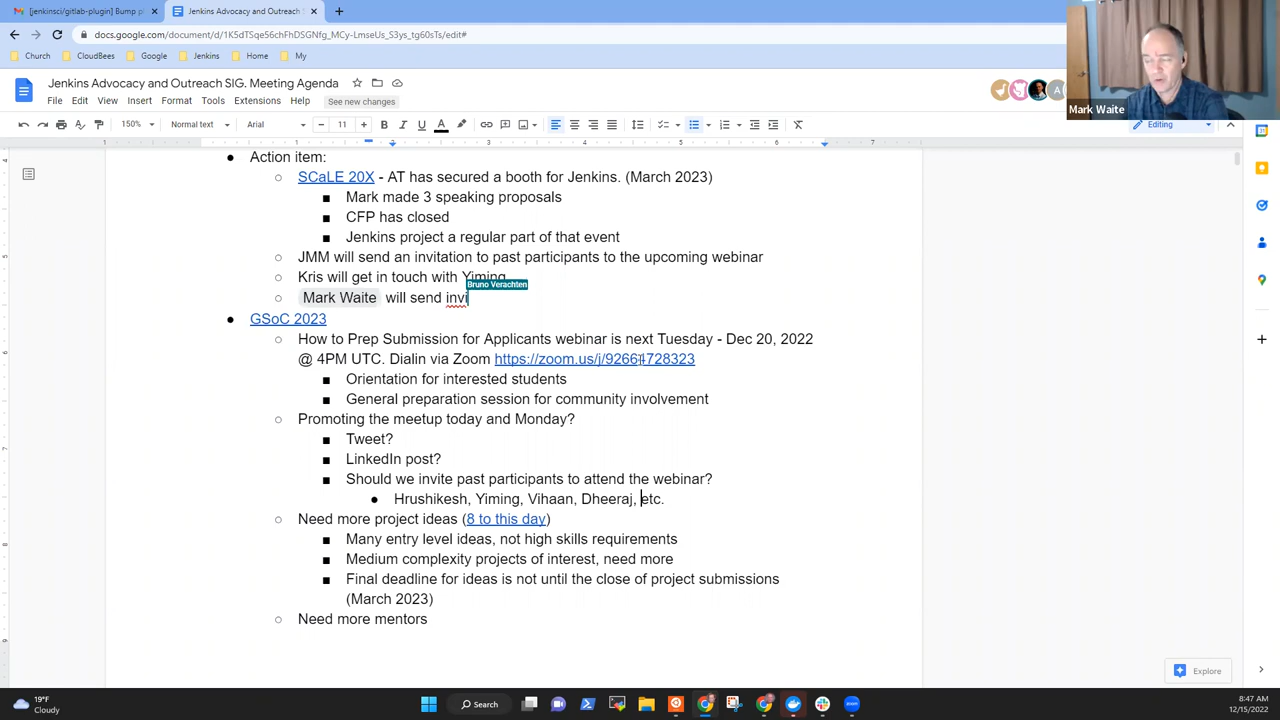 [jenkinsci/gitlab-plugin] Bump p
Jenkins Advocacy and Outreach S
docs.google.com/document/d/1K5dTSqe56chFhDSGNfg_MCy-LmseUs_S3ys_tg60sTs/edit#
Church CloudBees Google Jenkins Home My
Jenkins Advocacy and Outreach SIG. Meeting Agenda
File Edit View Insert Format Tools Extensions Help See new changes
150% Normal text Arial 11 Editing
Mark Waite
Action item:
SCaLE 20X - AT has secured a booth for Jenkins. (March 2023)
Mark made 3 speaking proposals
CFP has closed
Jenkins project a regular part of that event
JMM will send an invitation to past participants to the upcoming webinar
Kris will get in touch with Yiming
Bruno Verachten
Mark Waite will send invi
GSoC 2023
How to Prep Submission for Applicants webinar is next Tuesday - Dec 20, 2022
@ 4PM UTC. Dialin via Zoom https://zoom.us/j/92664728323
Orientation for interested students
General preparation session for community involvement
Promoting the meetup today and Monday?
Tweet?
LinkedIn post?
Should we invite past participants to attend the webinar?
Hrushikesh, Yiming, Vihaan, Dheeraj, etc.
Need more project ideas (8 to this day)
Many entry level ideas, not high skills requirements
Medium complexity projects of interest, need more
Final deadline for ideas is not until the close of project submissions
(March 2023)
Need more mentors
Explore
19°F
Cloudy
Search
8:47 AM
12/15/2022